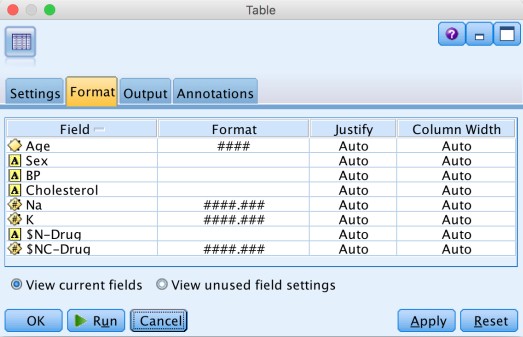 Table
?
Settings Format Output Annotations
Field Format Justify Column Width
Age #### Auto Auto
A Sex Auto Auto
A BP Auto Auto
A Cholesterol Auto Auto
# Na ####.### Auto Auto
# K ####.### Auto Auto
A $N-Drug Auto Auto
# $NC-Drug ####.### Auto Auto
View current fields View unused field settings
OK Run Cancel Apply Reset